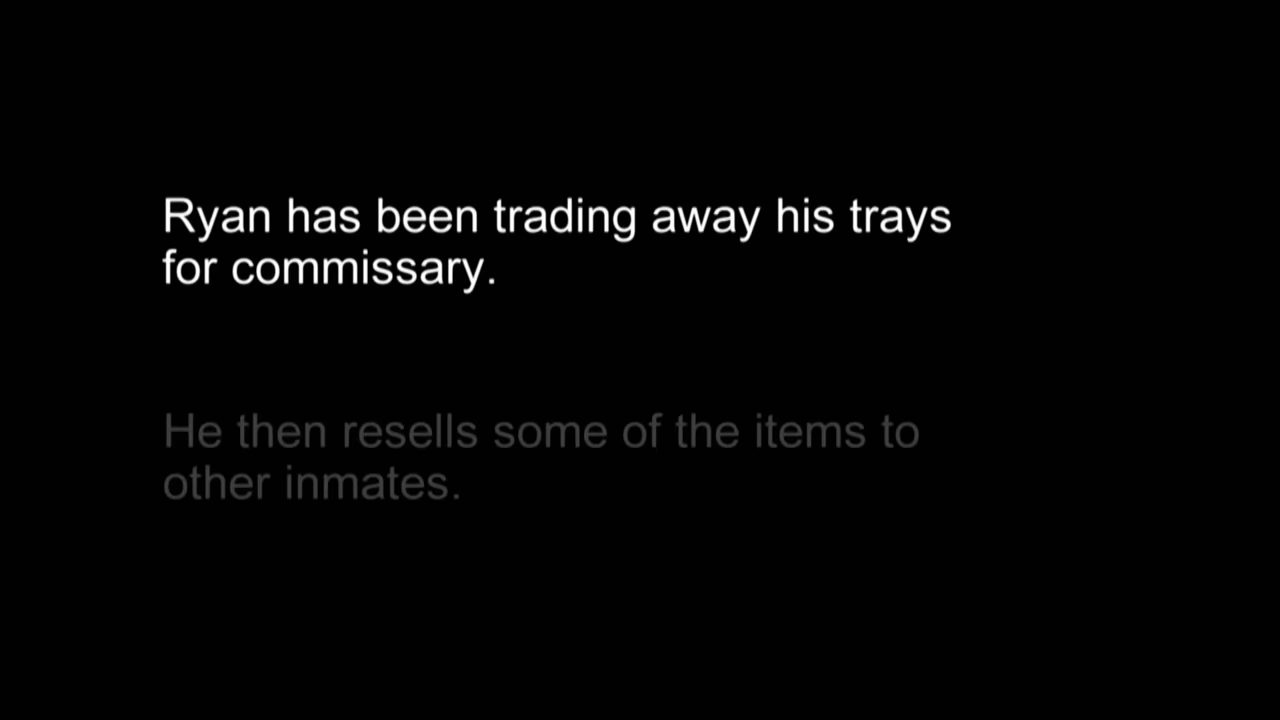 Ryan has been trading away his trays
for commissary.
He then resells some of the items to
other inmates.